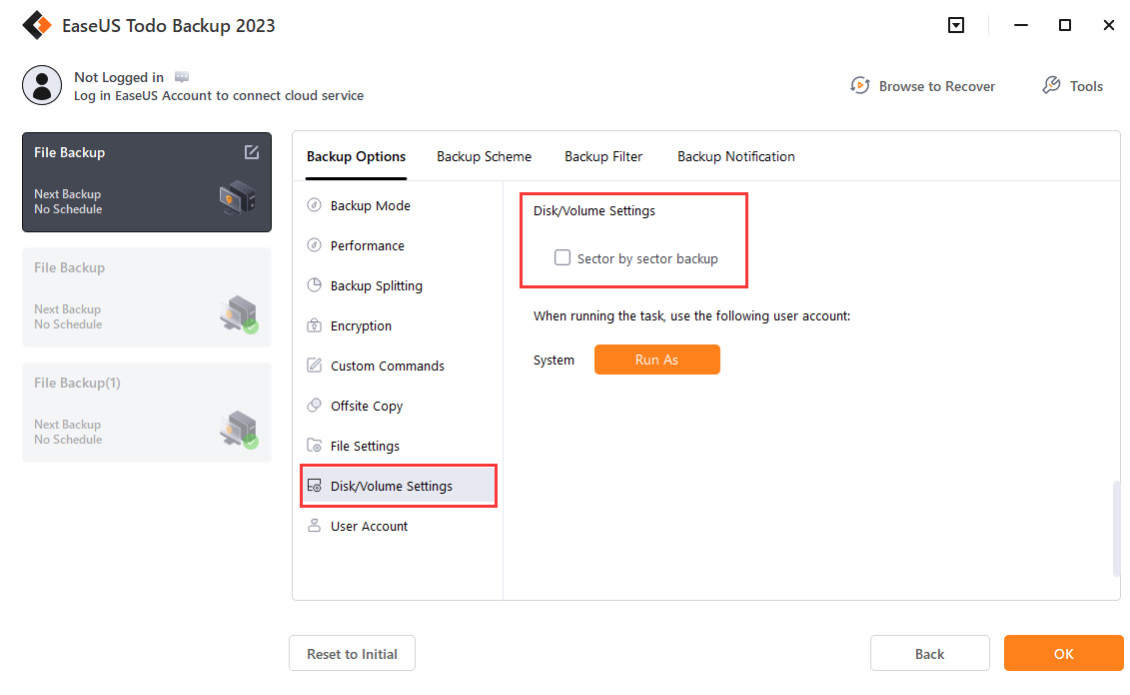 EaseUS Todo Backup 2023
Not Logged in
Log in EaseUS Account to connect cloud service
Browse to Recover
Tools
File Backup
Next Backup
No Schedule
File Backup
Next Backup
No Schedule
File Backup(1)
Next Backup
No Schedule
Backup Options
Backup Scheme
Backup Filter
Backup Notification
Backup Mode
Performance
Backup Splitting
Encryption
Custom Commands
Offsite Copy
File Settings
Disk/Volume Settings
User Account
Disk/Volume Settings
Sector by sector backup
When running the task, use the following user account:
System
Run As
Reset to Initial
Back
OK